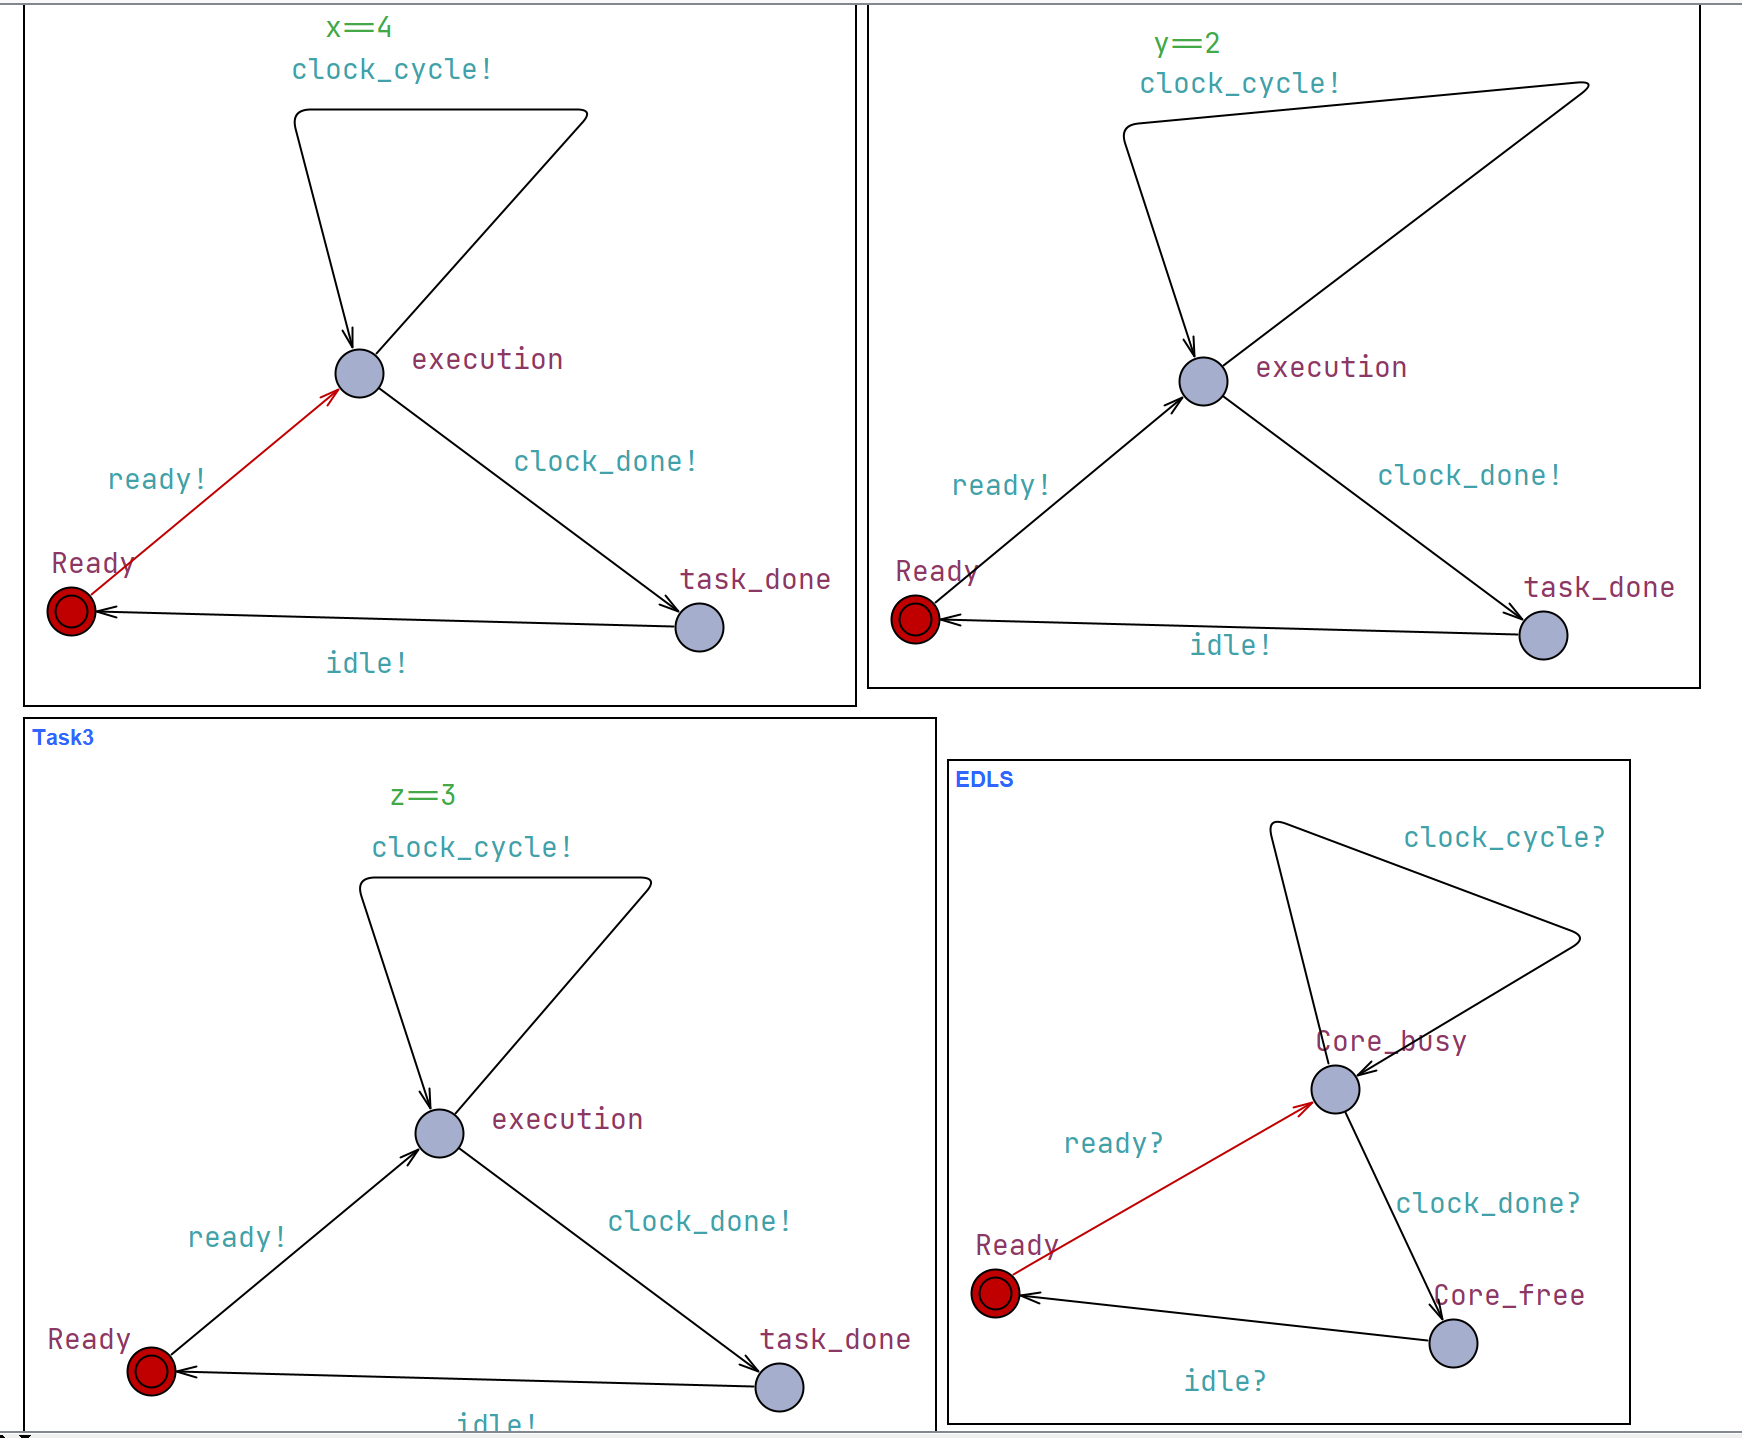 x==4
clock_cycle!
execution
ready!
clock_done!
Ready
task_done
idle!
y==2
clock_cycle!
execution
ready!
clock_done!
Ready
task_done
idle!
Task3
z==3
clock_cycle!
execution
ready!
clock_done!
Ready
task_done
idle!
EDLS
clock_cycle?
Core_busy
ready?
clock_done?
Ready
Core_free
idle?